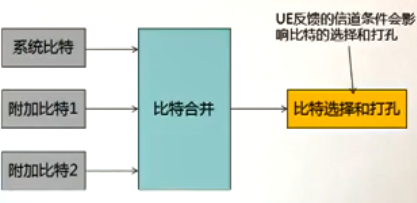 UE反馈的信道条件会影
响比特的选择和打孔
系统比特
附加比特1
附加比特2
比特合并
比特选择和打孔